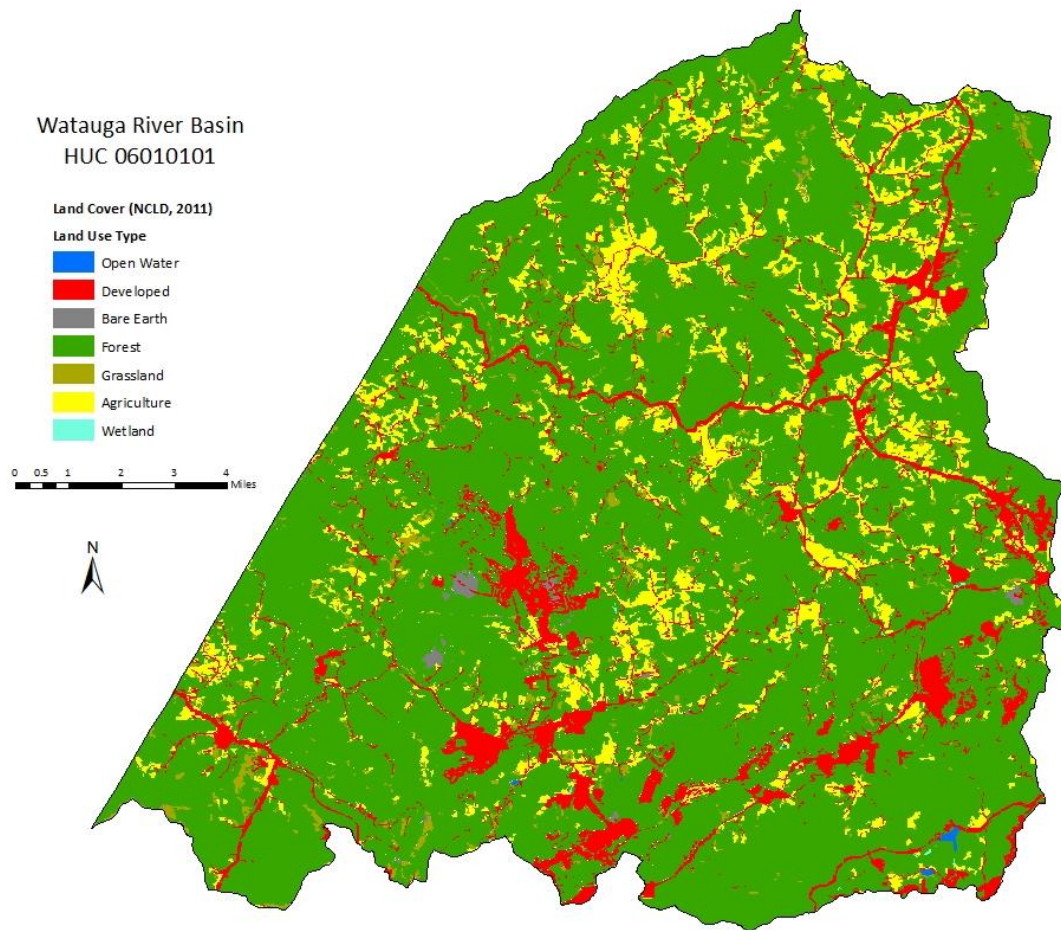 Watauga River Basin
HUC 06010101
Land Cover (NCLD, 2011)
Land Use Type
Open Water
Developed
Bare Earth
Forest
Grassland
Agriculture
Wetland
0 0.5 1 2 3 4
Miles
N